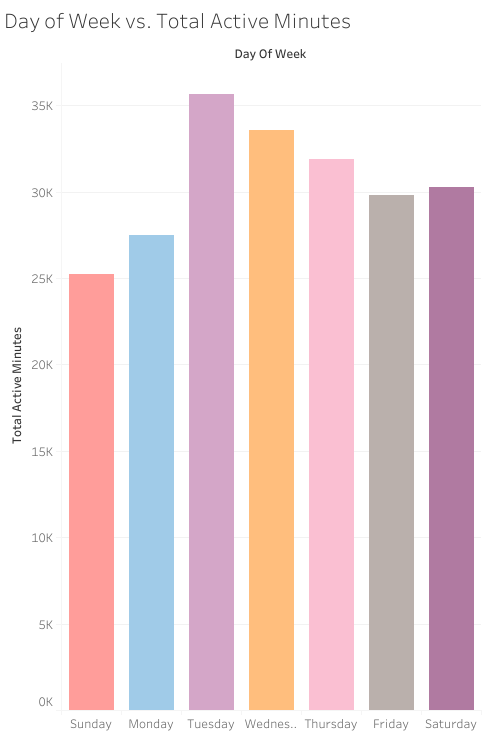 Day of Week vs. Total Active Minutes
Day Of Week
35K
30K
25K
20K
15K
10K
5K
0K
Total Active Minutes
Sunday Monday Tuesday Wednes.. Thursday Friday Saturday